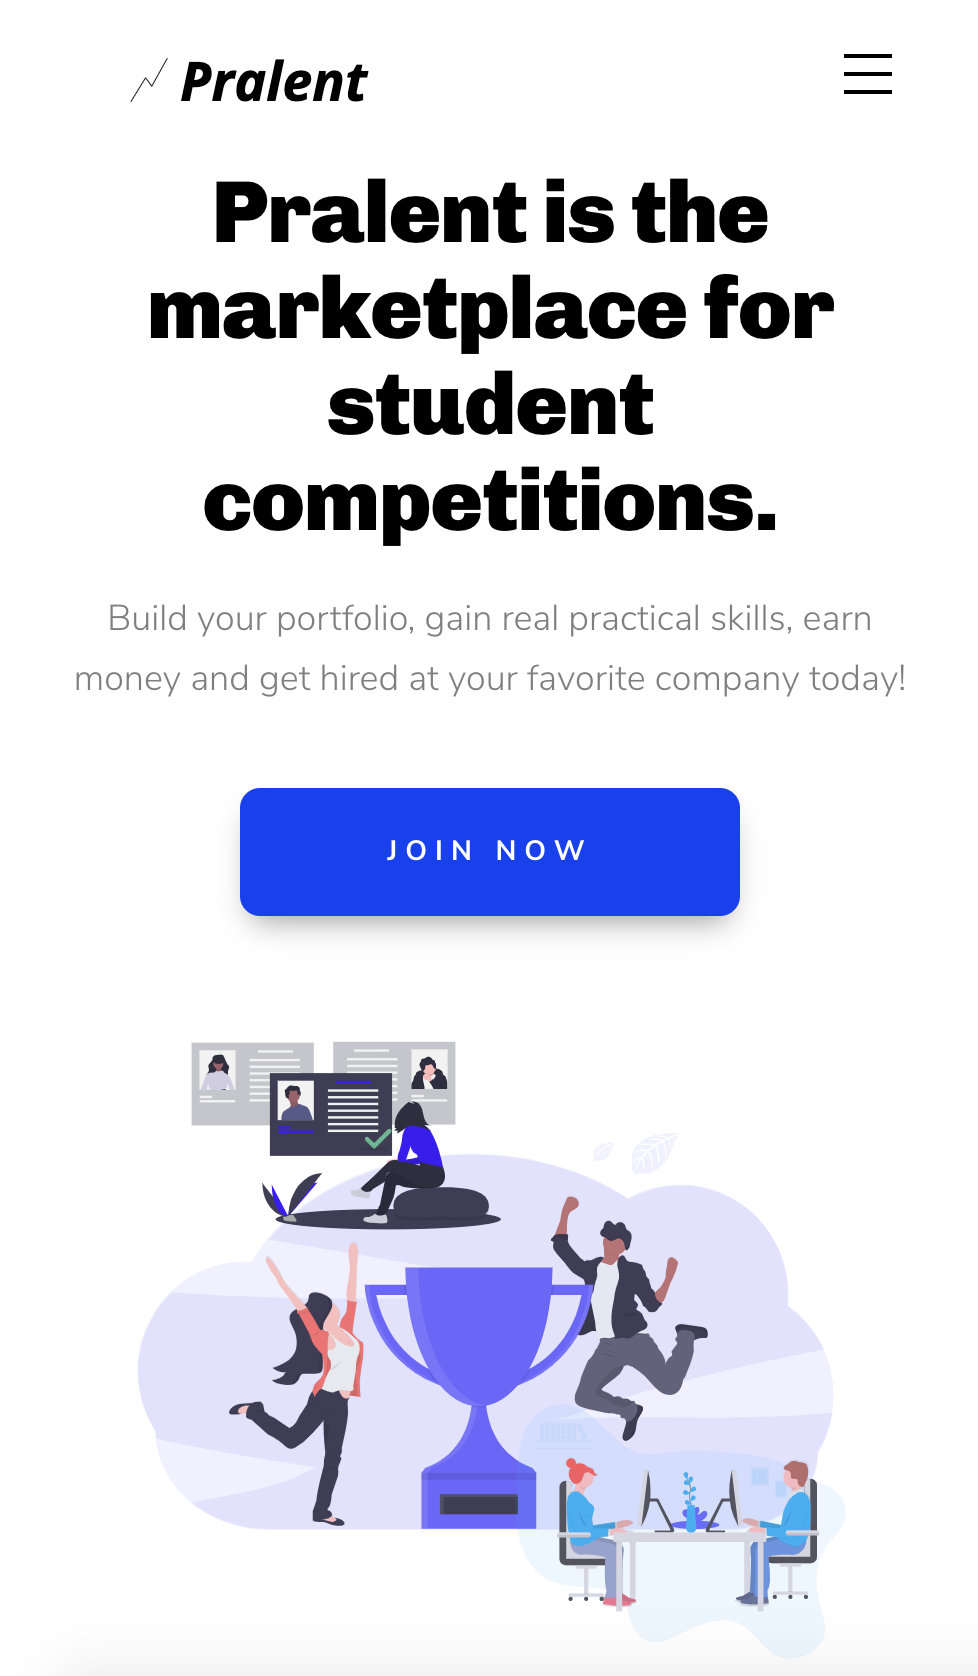 Pralent
Pralent is the
marketplace for
student
competitions.
Build your portfolio, gain real practical skills, earn
money and get hired at your favorite company today!
JOIN NOW